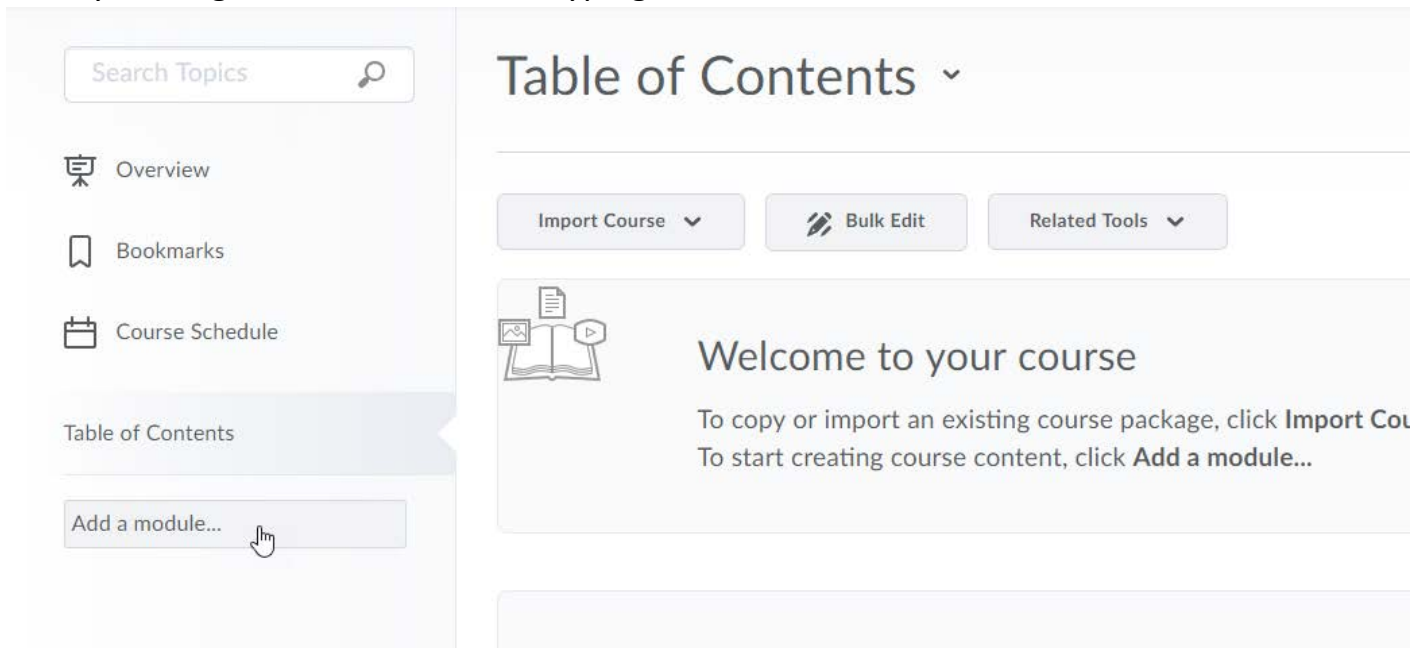 Search Topics
Overview
Bookmarks
Course Schedule
Table of Contents
Add a module...
Table of Contents
Import Course
Bulk Edit
Related Tools
Welcome to your course
To copy or import an existing course package, click Import Cou
To start creating course content, click Add a module...